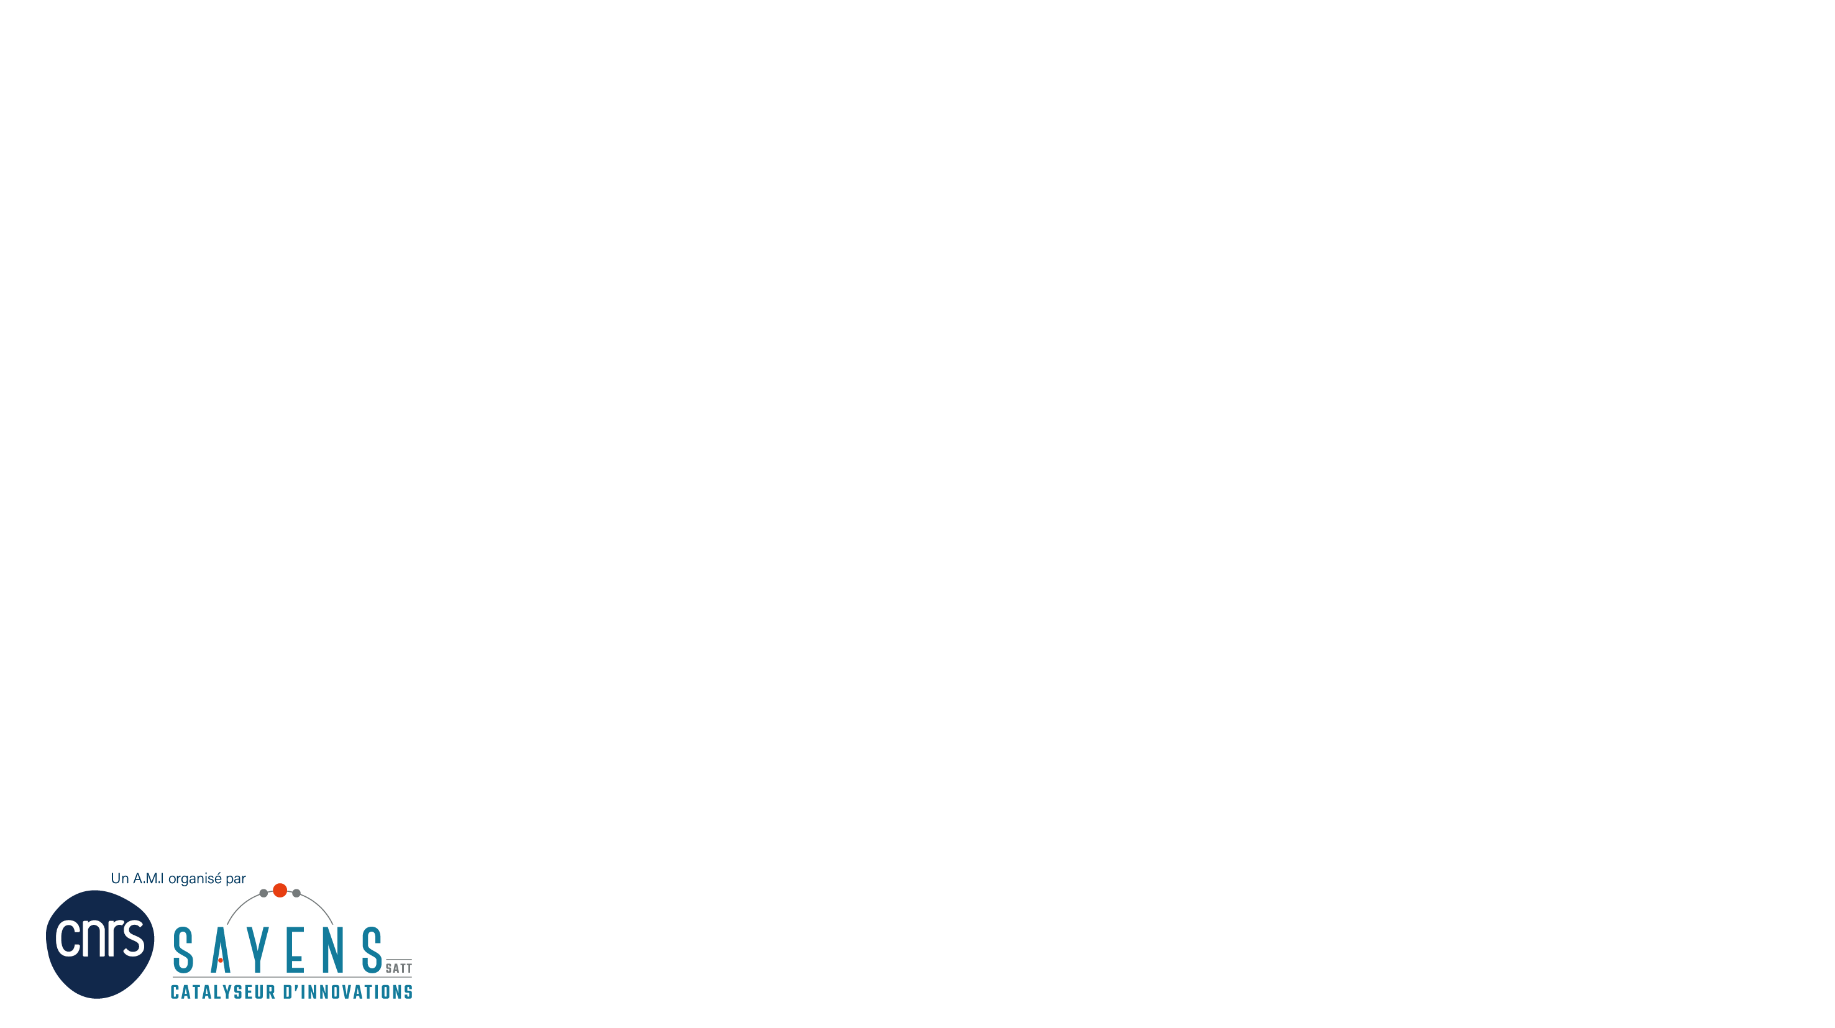 Un A.M.I organisé par
cnrs
SAYENS
SATT
CATALYSEUR D'INNOVATIONS